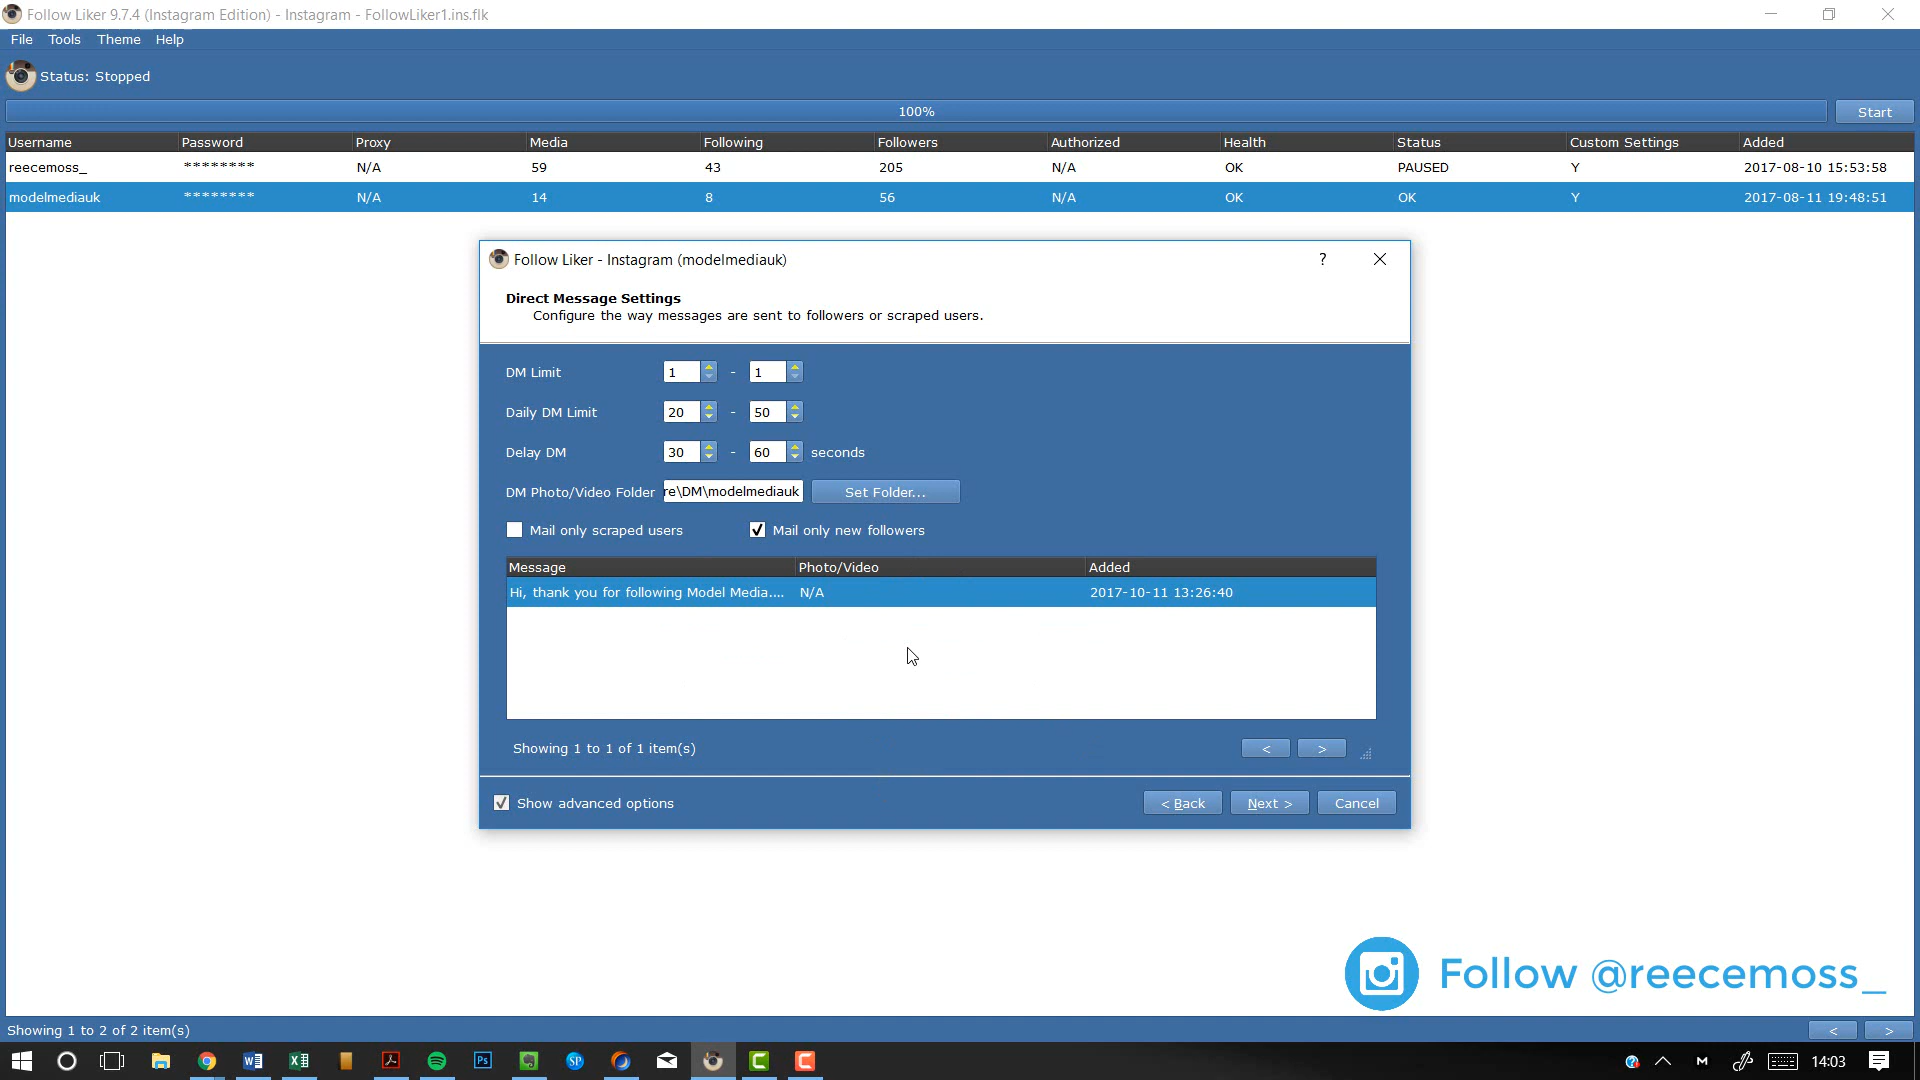 Follow Liker 9.7.4 (Instagram Edition) - Instagram - FollowLiker1.ins.flk
File Tools Theme Help
Status: Stopped
100%
Start
Username Password Proxy Media Following Followers Authorized Health Status Custom Settings Added
reecemoss_ ******** N/A 59 43 205 N/A OK PAUSED Y 2017-08-10 15:53:58
modelmediauk ******** N/A 14 8 56 N/A OK OK Y 2017-08-11 19:48:51
Follow Liker - Instagram (modelmediauk)
?
Direct Message Settings
Configure the way messages are sent to followers or scraped users.
DM Limit 1 - 1
Daily DM Limit 20 - 50
Delay DM 30 - 60 seconds
DM Photo/Video Folder re\DM\modelmediauk Set Folder...
Mail only scraped users Mail only new followers
Message Photo/Video Added
Hi, thank you for following Model Media.... N/A 2017-10-11 13:26:40
Showing 1 to 1 of 1 item(s) < >
Show advanced options < Back Next > Cancel
Follow @reecemoss_
Showing 1 to 2 of 2 item(s) < >
Ps SP M 14:03